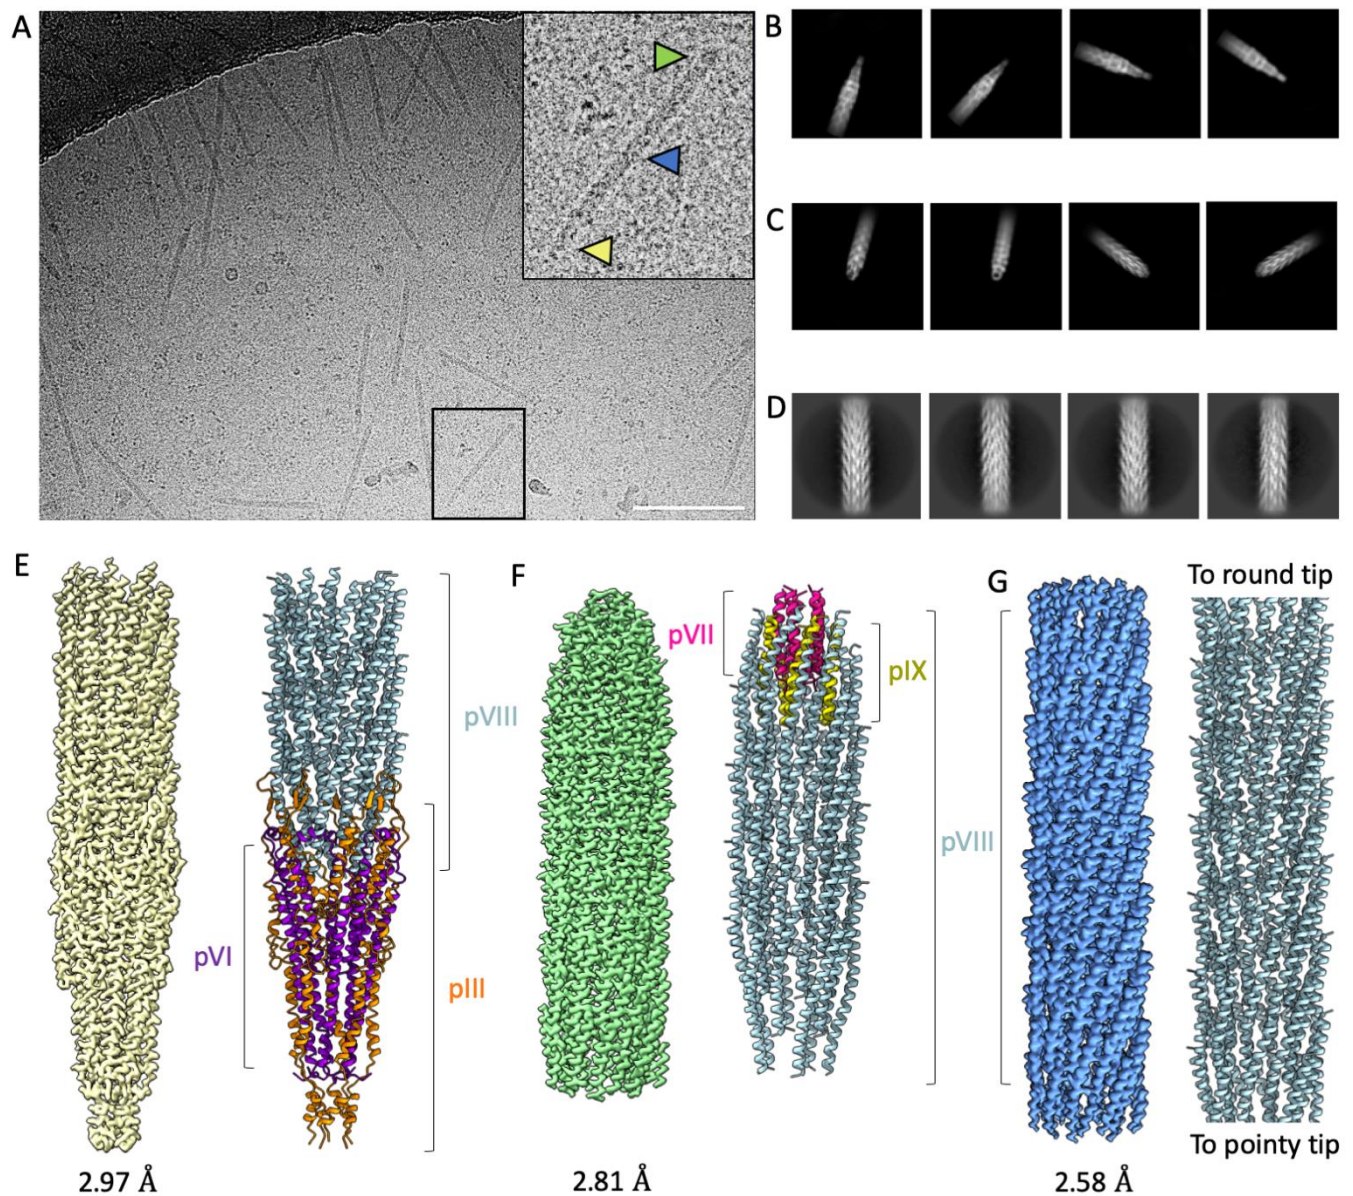 A
B
C
D
E
F
G
To round tip
pVII
pIX
pVIII
pVIII
pVI
pIII
To pointy tip
2.97 Å
2.81 Å
2.58 Å